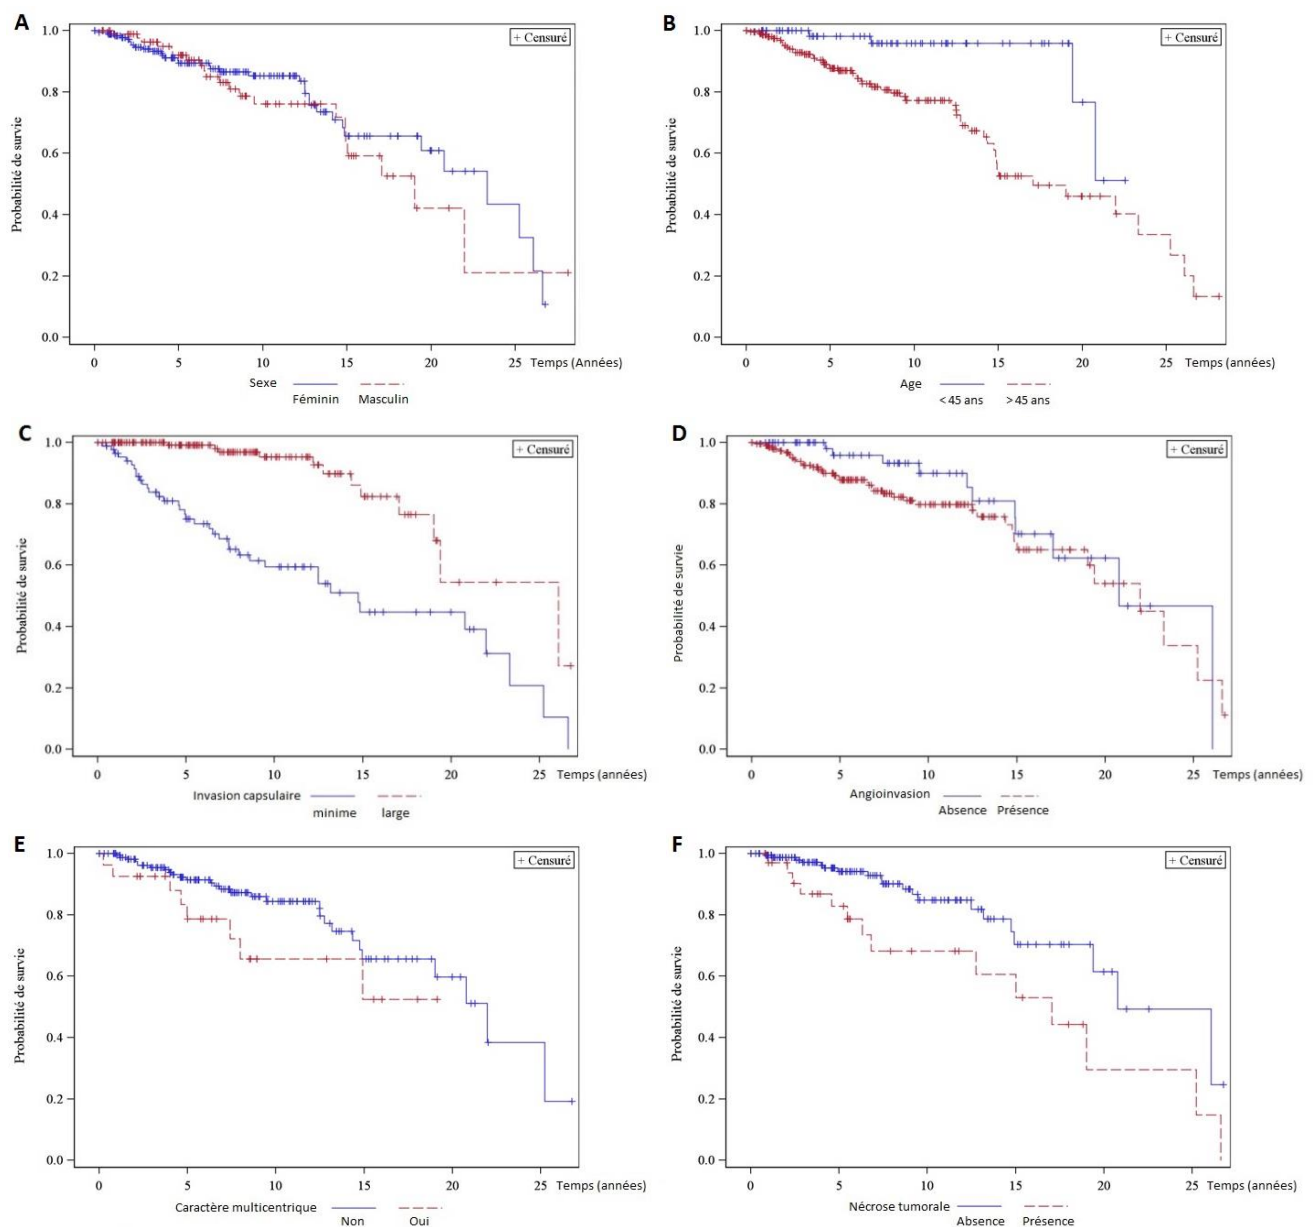 A
Probabilité de survie
1.0
0.8
0.6
0.4
0.2
0.0
+ Censuré
0 5 10 15 20 25 Temps (Années)
Sexe
Féminin Masculin
B
Probabilité de survie
1.0
0.8
0.6
0.4
0.2
0.0
+ Censuré
0 5 10 15 20 25 Temps (Années)
Age
< 45 ans > 45 ans
C
Probabilité de survie
1.0
0.8
0.6
0.4
0.2
0.0
+ Censuré
0 5 10 15 20 25 Temps (années)
Invasion capsulaire
minime large
D
Probabilité de survie
1.0
0.8
0.6
0.4
0.2
0.0
+ Censuré
0 5 10 15 20 25 Temps (années)
Angioinvasion
Absence Présence
E
Probabilité de survie
1.0
0.8
0.6
0.4
0.2
0.0
+ Censuré
0 5 10 15 20 25 Temps (années)
Caractère multicentrique
Non Oui
F
Probabilité de survie
1.0
0.8
0.6
0.4
0.2
0.0
+ Censuré
0 5 10 15 20 25 Temps (années)
Nécrose tumorale
Absence Présence